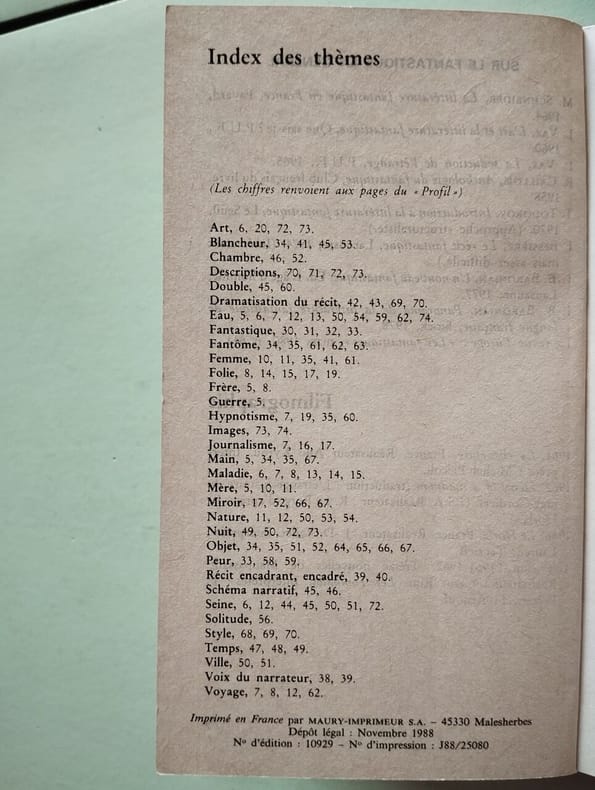 Index des thèmes
(Les chiffres renvoient aux pages du « Profil »)
Art, 6, 20, 72, 73.
Blancheur, 34, 41, 45, 53.
Chambre, 46, 52.
Descriptions, 70, 71, 72, 73.
Double, 45, 60.
Dramatisation du récit, 42, 43, 69, 70.
Eau, 5, 6, 7, 12, 13, 50, 54, 59, 62, 74.
Fantastique, 30, 31, 32, 33.
Fantôme, 34, 35, 61, 62, 63.
Femme, 10, 11, 35, 41, 61.
Folie, 8, 14, 15, 17, 19.
Frère, 5, 8.
Guerre, 5.
Hypnotisme, 7, 19, 35, 60.
Images, 73, 74.
Journalisme, 7, 16, 17.
Main, 5, 34, 35, 67.
Maladie, 6, 7, 8, 13, 14, 15.
Mère, 5, 10, 11.
Miroir, 17, 52, 66, 67.
Nature, 11, 12, 50, 53, 54.
Nuit, 49, 50, 72, 73.
Objet, 34, 35, 51, 52, 64, 65, 66, 67.
Peur, 33, 58, 59.
Récit encadrant, encadré, 39, 40.
Schéma narratif, 45, 46.
Seine, 6, 12, 44, 45, 50, 51, 72.
Solitude, 56.
Style, 68, 69, 70.
Temps, 47, 48, 49.
Ville, 50, 51.
Voix du narrateur, 38, 39.
Voyage, 7, 8, 12, 62.
Imprimé en France par MAURY-IMPRIMEUR S.A. – 45330 Malesherbes
Dépôt légal : Novembre 1988
Nº d'édition : 10929 – Nº d'impression : J88/25080